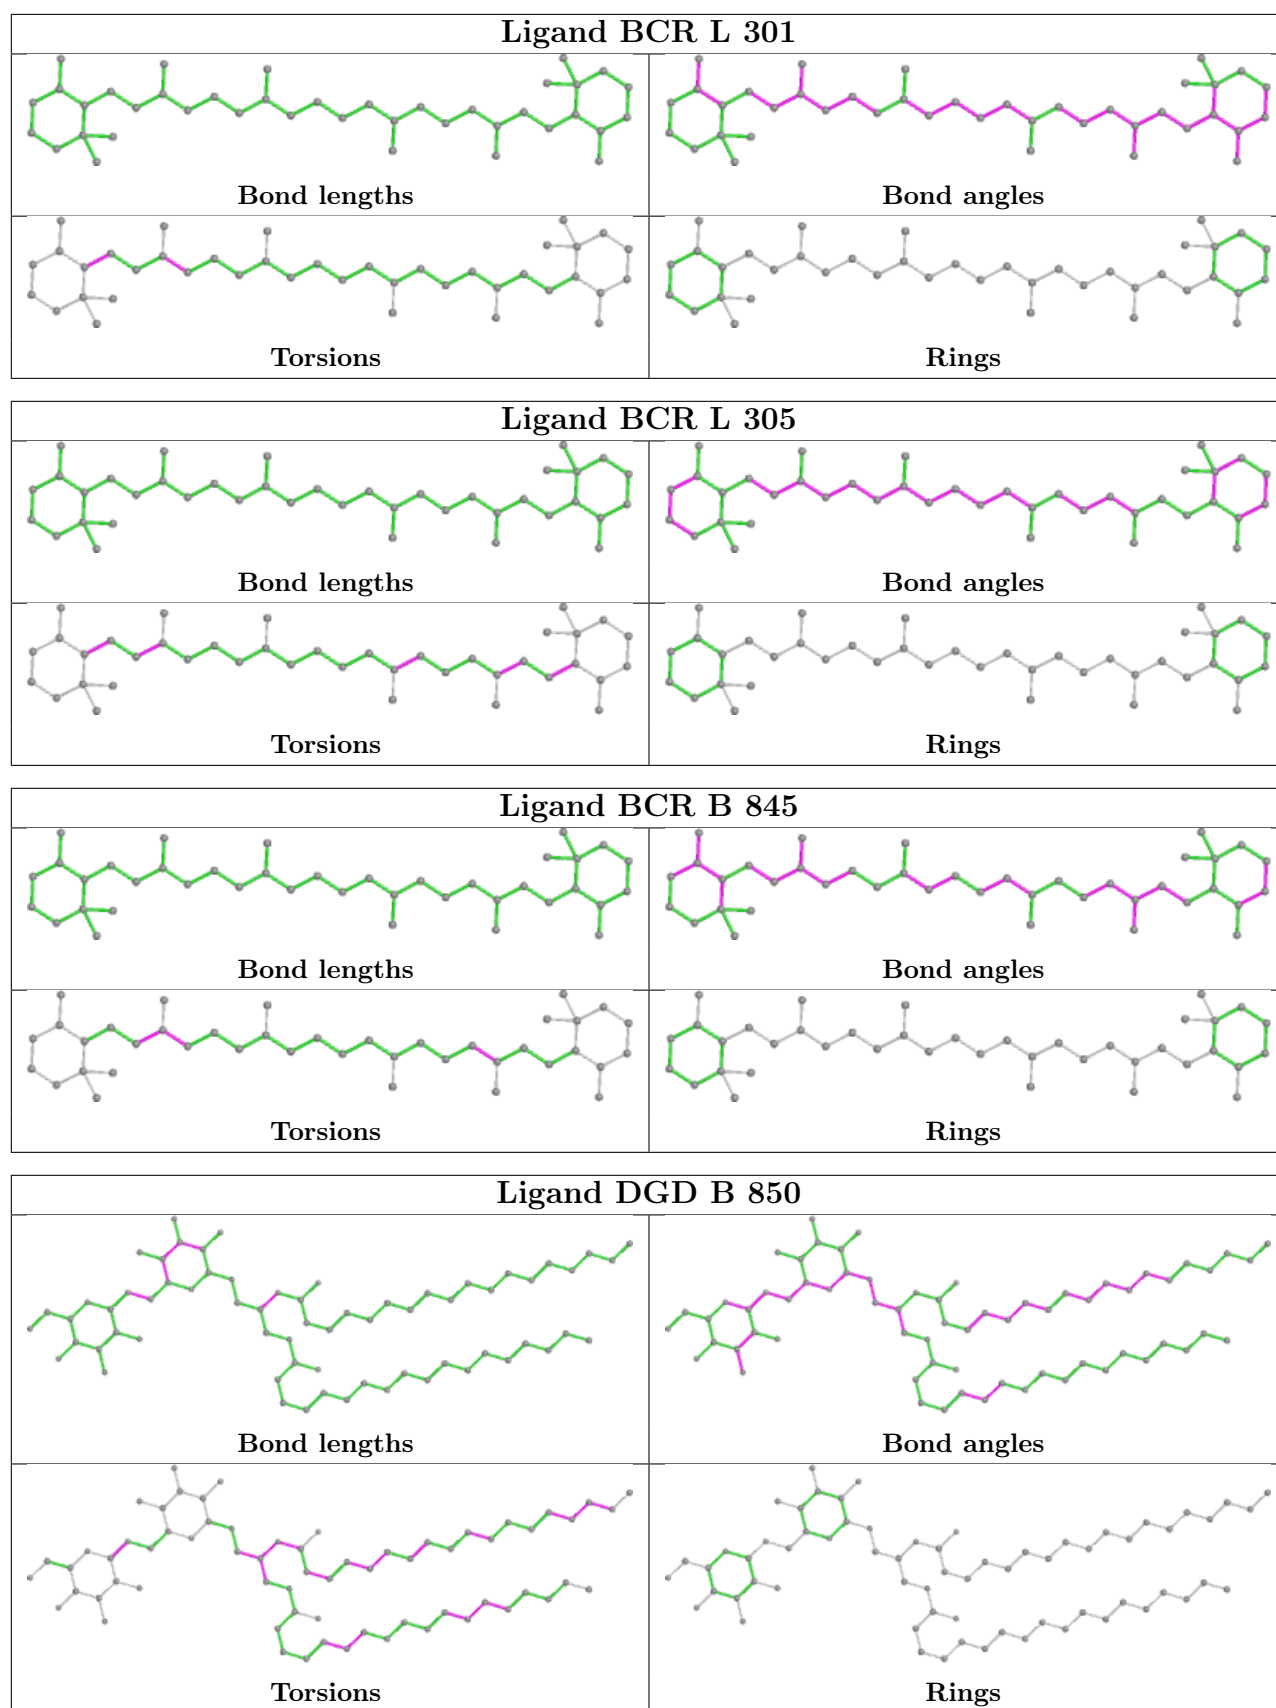 Ligand BCR L 301
Bond lengths
Bond angles
Torsions
Rings
Ligand BCR L 305
Bond lengths
Bond angles
Torsions
Rings
Ligand BCR B 845
Bond lengths
Bond angles
Torsions
Rings
Ligand DGD B 850
Bond lengths
Bond angles
Torsions
Rings